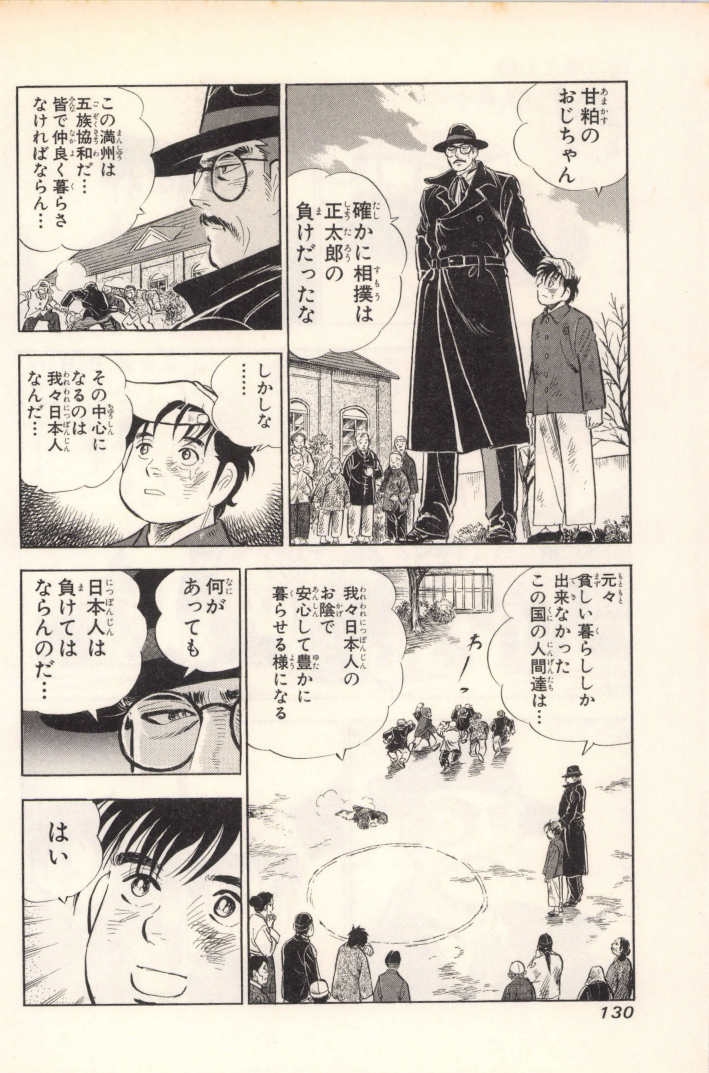 甘粕の
おじちゃん
確かに相撲は
正太郎の
負けだったな
この満州は
五族協和だ…
皆で仲良く暮らさ
なければならん…
しかしな
……
その中心に
なるのは
我々日本人
なんだ…
元々
貧しい暮らししか
出来なかった
この国の人間達は…
我々日本人の
お陰で
安心して豊かに
暮らせる様になる
わーっ
何が
あっても
日本人は
負けては
ならんのだ…
はい
130